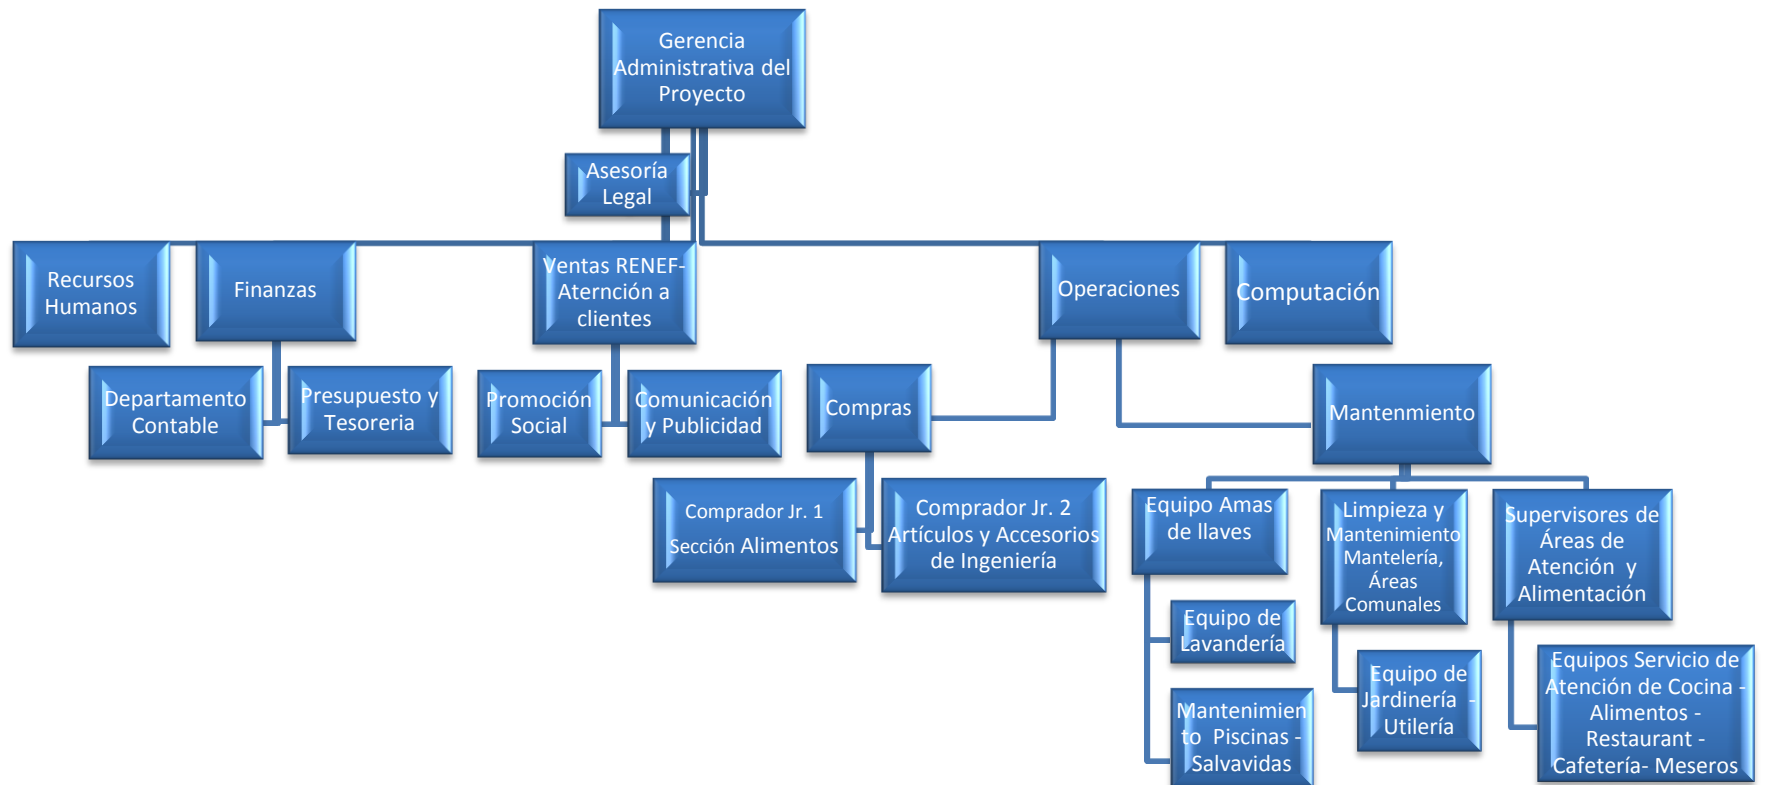 Gerencia
Administrativa del
Proyecto
Asesoría
Legal
Recursos
Humanos
Finanzas
Ventas RENEF-
Aternción a
clientes
Operaciones
Computación
Departamento
Contable
Presupuesto y
Tesoreria
Promoción
Social
Comunicación
y Publicidad
Compras
Mantenmiento
Comprador Jr. 1
Sección Alimentos
Comprador Jr. 2
Artículos y Accesorios
de Ingeniería
Equipo Amas
de llaves
Limpieza y
Mantenimiento
Mantelería,
Áreas
Comunales
Supervisores de
Áreas de
Atención y
Alimentación
Equipo de
Lavandería
Mantenimien
to Piscinas -
Salvavidas
Equipo de
Jardinería -
Utilería
Equipos Servicio de
Atención de Cocina -
Alimentos -
Restaurant -
Cafetería- Meseros